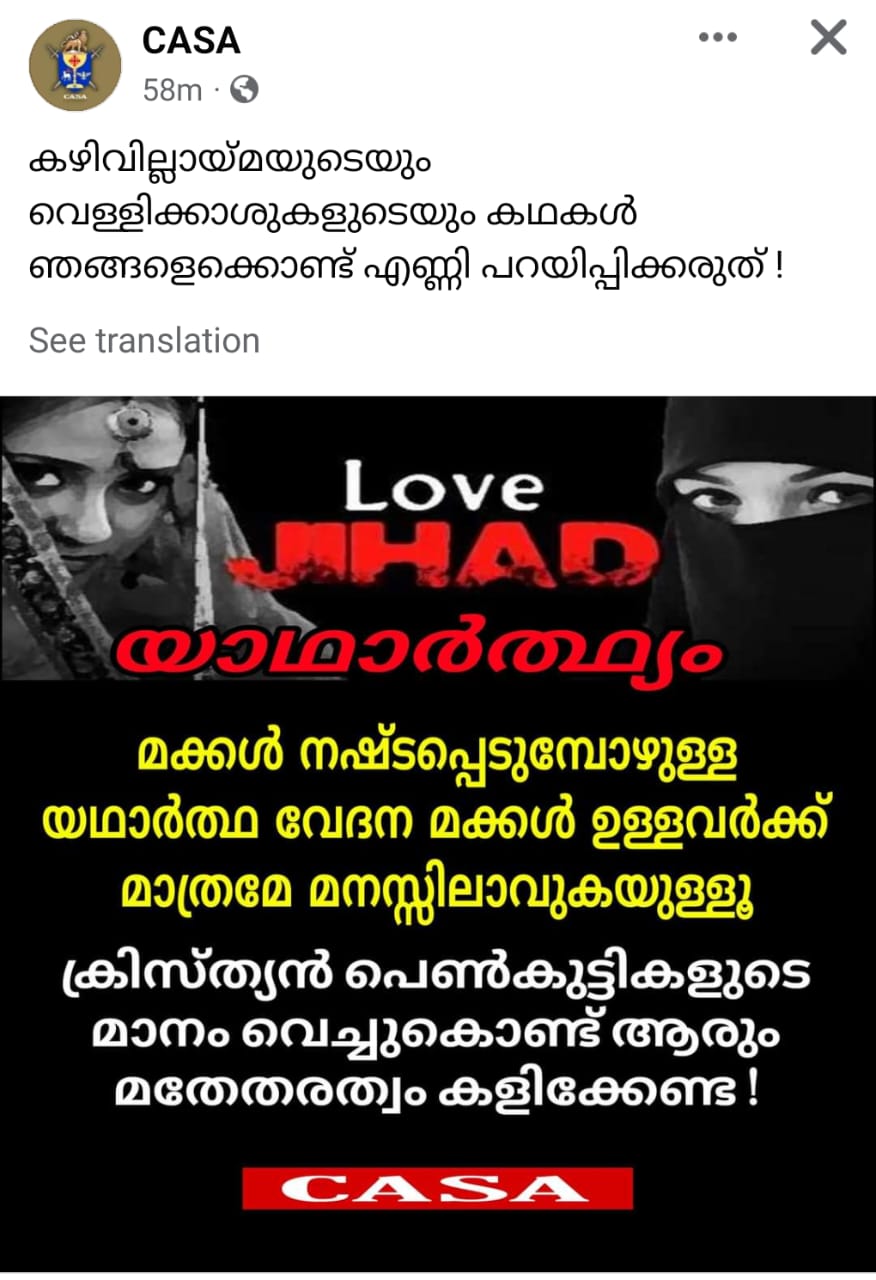 CASA
58m
CASA
കഴിവില്ലായ്മയുടെയും
വെള്ളിക്കാശുകളുടെയും കഥകൾ
ഞങ്ങളെക്കൊണ്ട് എണ്ണി പറയിപ്പിക്കരുത് !
See translation
Love
JIHAD
യാഥാർത്ഥ്യം
മക്കൾ നഷ്ടപ്പെടുമ്പോഴുള്ള
യഥാർത്ഥ വേദന മക്കൾ ഉള്ളവർക്ക്
മാത്രമേ മനസ്സിലാവുകയുള്ളൂ
ക്രിസ്ത്യൻ പെൺകുട്ടികളുടെ
മാനം വെച്ചുകൊണ്ട് ആരും
മതേതരത്വം കളിക്കേണ്ട !
CASA